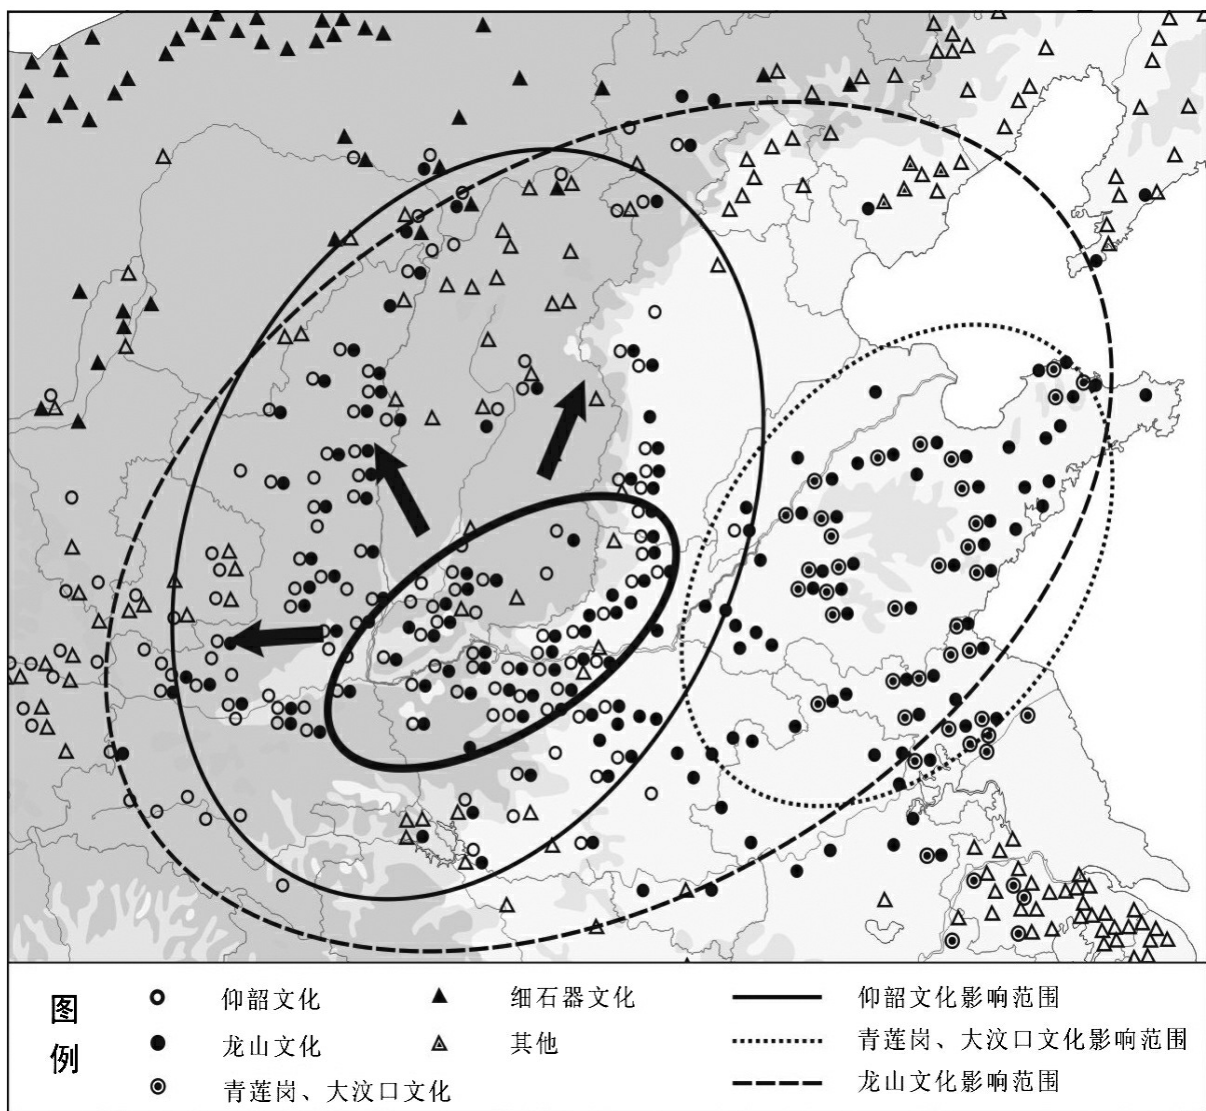 图例
仰韶文化
龙山文化
青莲岗、大汶口文化
细石器文化
其他
仰韶文化影响范围
青莲岗、大汶口文化影响范围
龙山文化影响范围